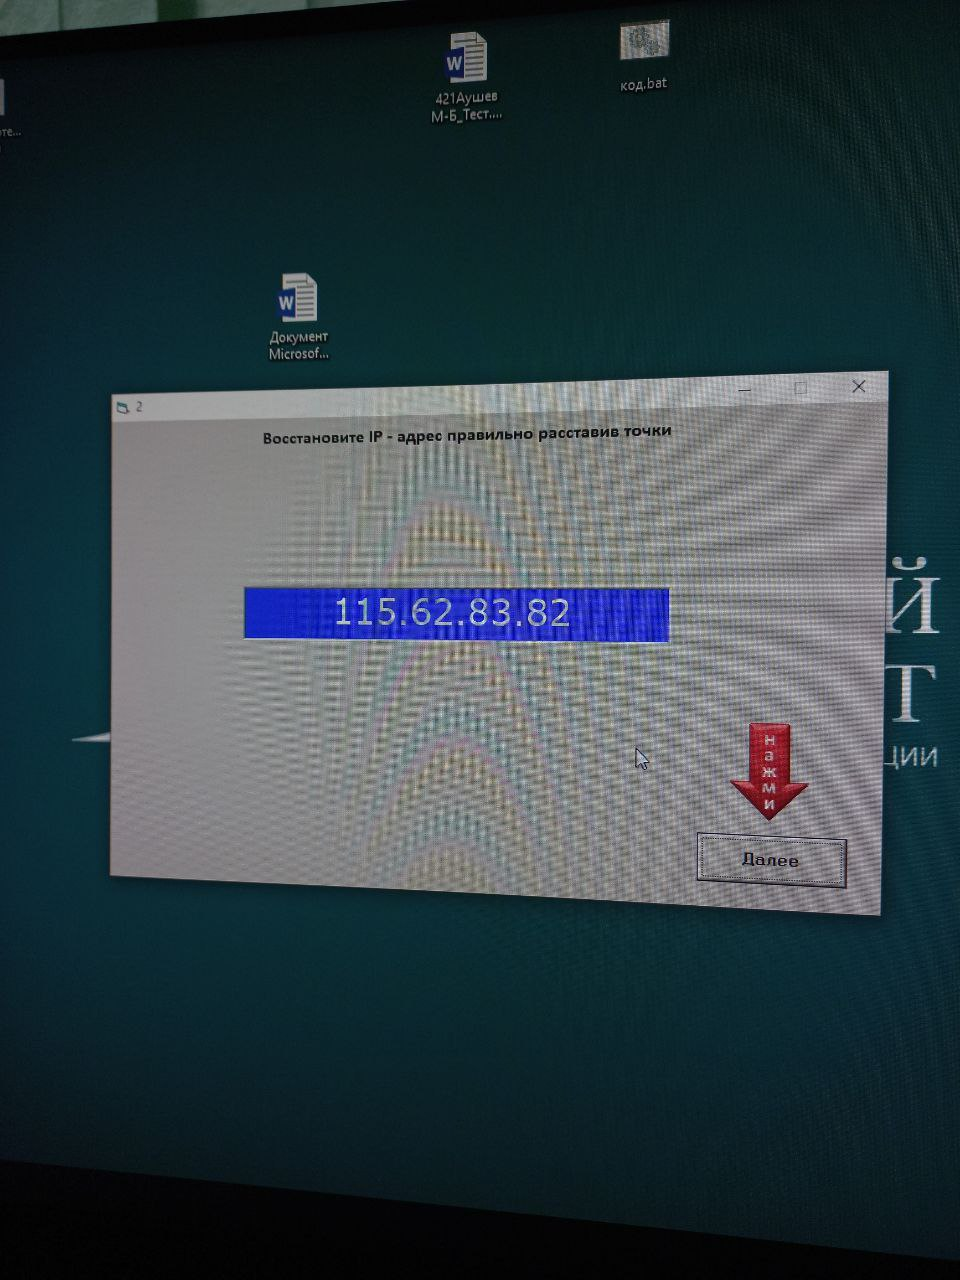 421Аушев
М-Б_Тест....
код.bat
Документ
Microsof...
2
Восстановите IP - адрес правильно расставив точки
115.62.83.82
нажми
Далее
Й
Т
ЦИИ